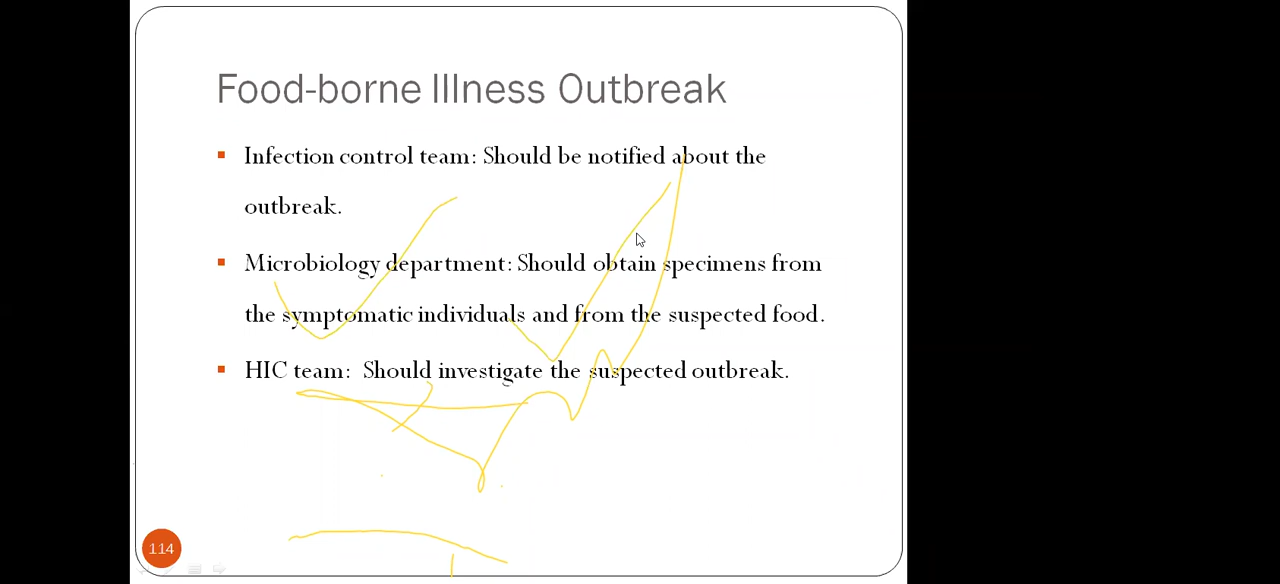 Food-borne Illness Outbreak
▪ Infection control team: Should be notified about the
outbreak.
▪ Microbiology department: Should obtain specimens from
the symptomatic individuals and from the suspected food.
▪ HIC team:  Should investigate the suspected outbreak.
114